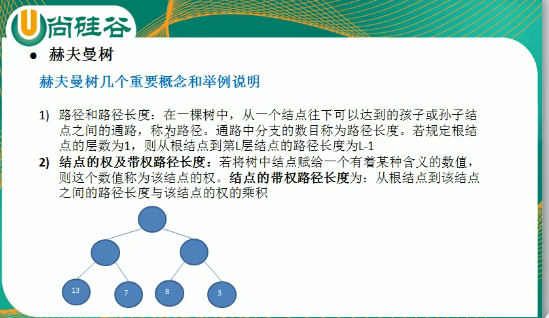 尚硅谷
● 赫夫曼树
赫夫曼树几个重要概念和举例说明
1) 路径和路径长度：在一棵树中，从一个结点往下可以达到的孩子或孙子结
点之间的通路，称为路径。通路中分支的数目称为路径长度。若规定根结
点的层数为1，则从根结点到第L层结点的路径长度为L-1
2) 结点的权及带权路径长度：若将树中结点赋给一个有着某种含义的数值，
则这个数值称为该结点的权。结点的带权路径长度为：从根结点到该结点
之间的路径长度与该结点的权的乘积
13 7 8 3